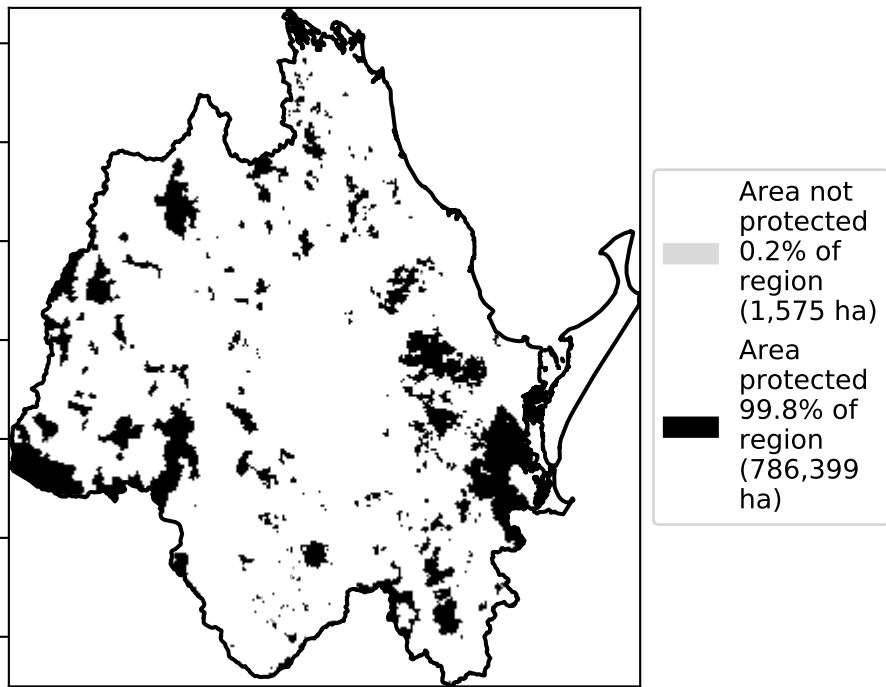 Area not
protected
0.2% of
region
(1,575 ha)
Area
protected
99.8% of
region
(786,399
ha)